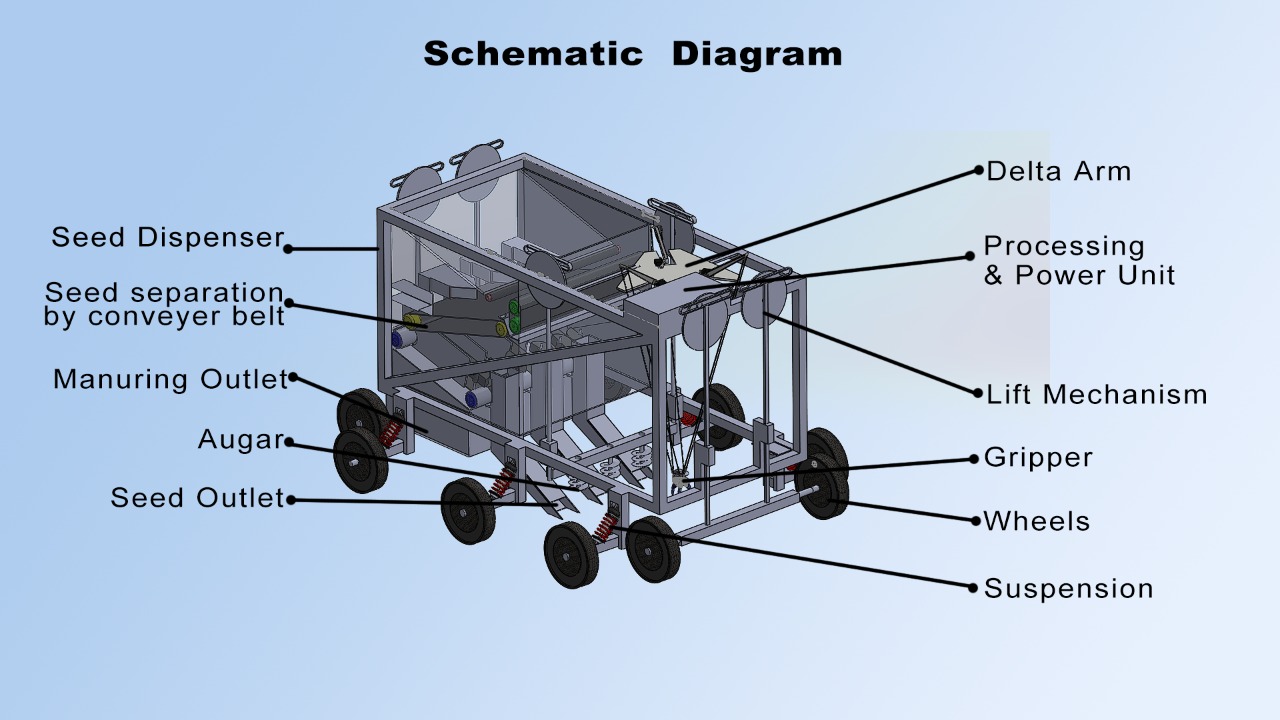 Schematic Diagram
Seed Dispenser
Seed separation
by conveyer belt
Manuring Outlet
Augar
Seed Outlet
Delta Arm
Processing
& Power Unit
Lift Mechanism
Gripper
Wheels
Suspension